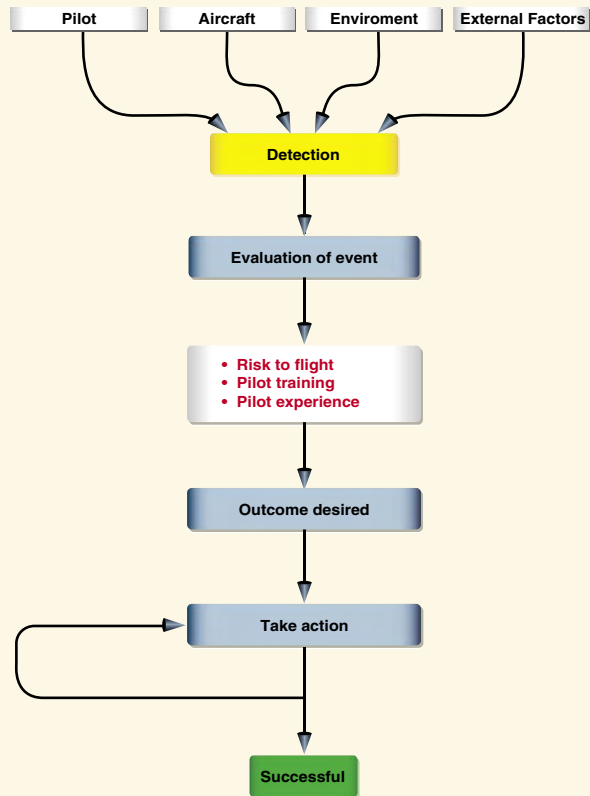 Pilot
Aircraft
Enviroment
External Factors
Detection
Evaluation of event
• Risk to flight
• Pilot training
• Pilot experience
Outcome desired
Take action
Successful